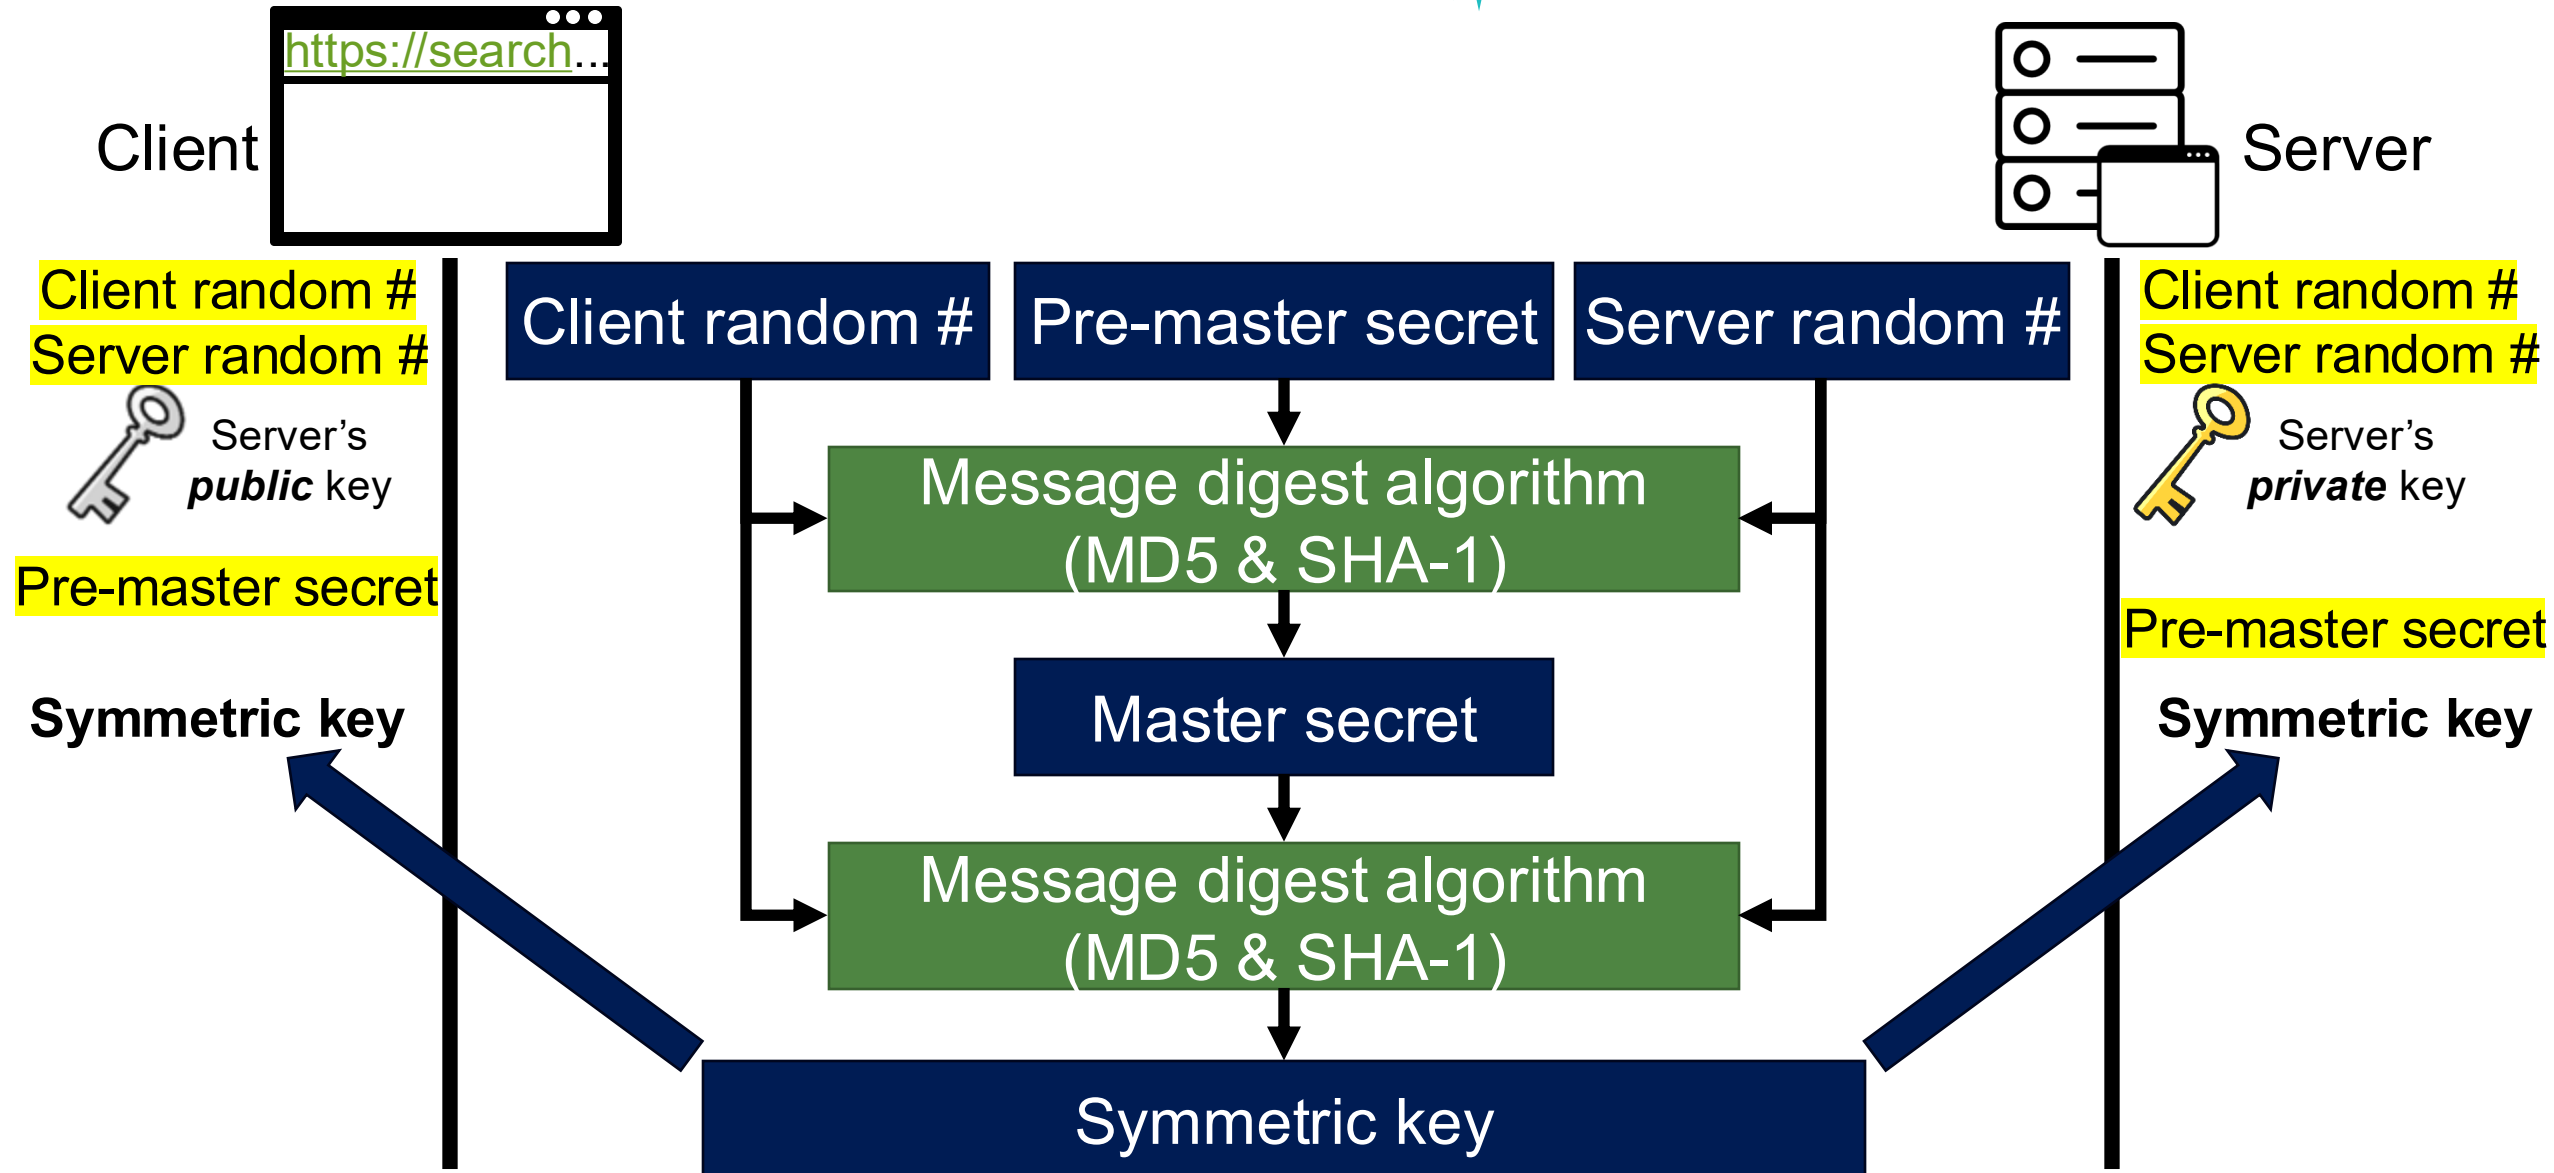 https://search...
Client
Server
Client random #
Server random #
Server's
public key
Pre-master secret
Symmetric key
Client random #
Pre-master secret
Server random #
Message digest algorithm
(MD5 & SHA-1)
Master secret
Message digest algorithm
(MD5 & SHA-1)
Symmetric key
Client random #
Server random #
Server's
private key
Pre-master secret
Symmetric key